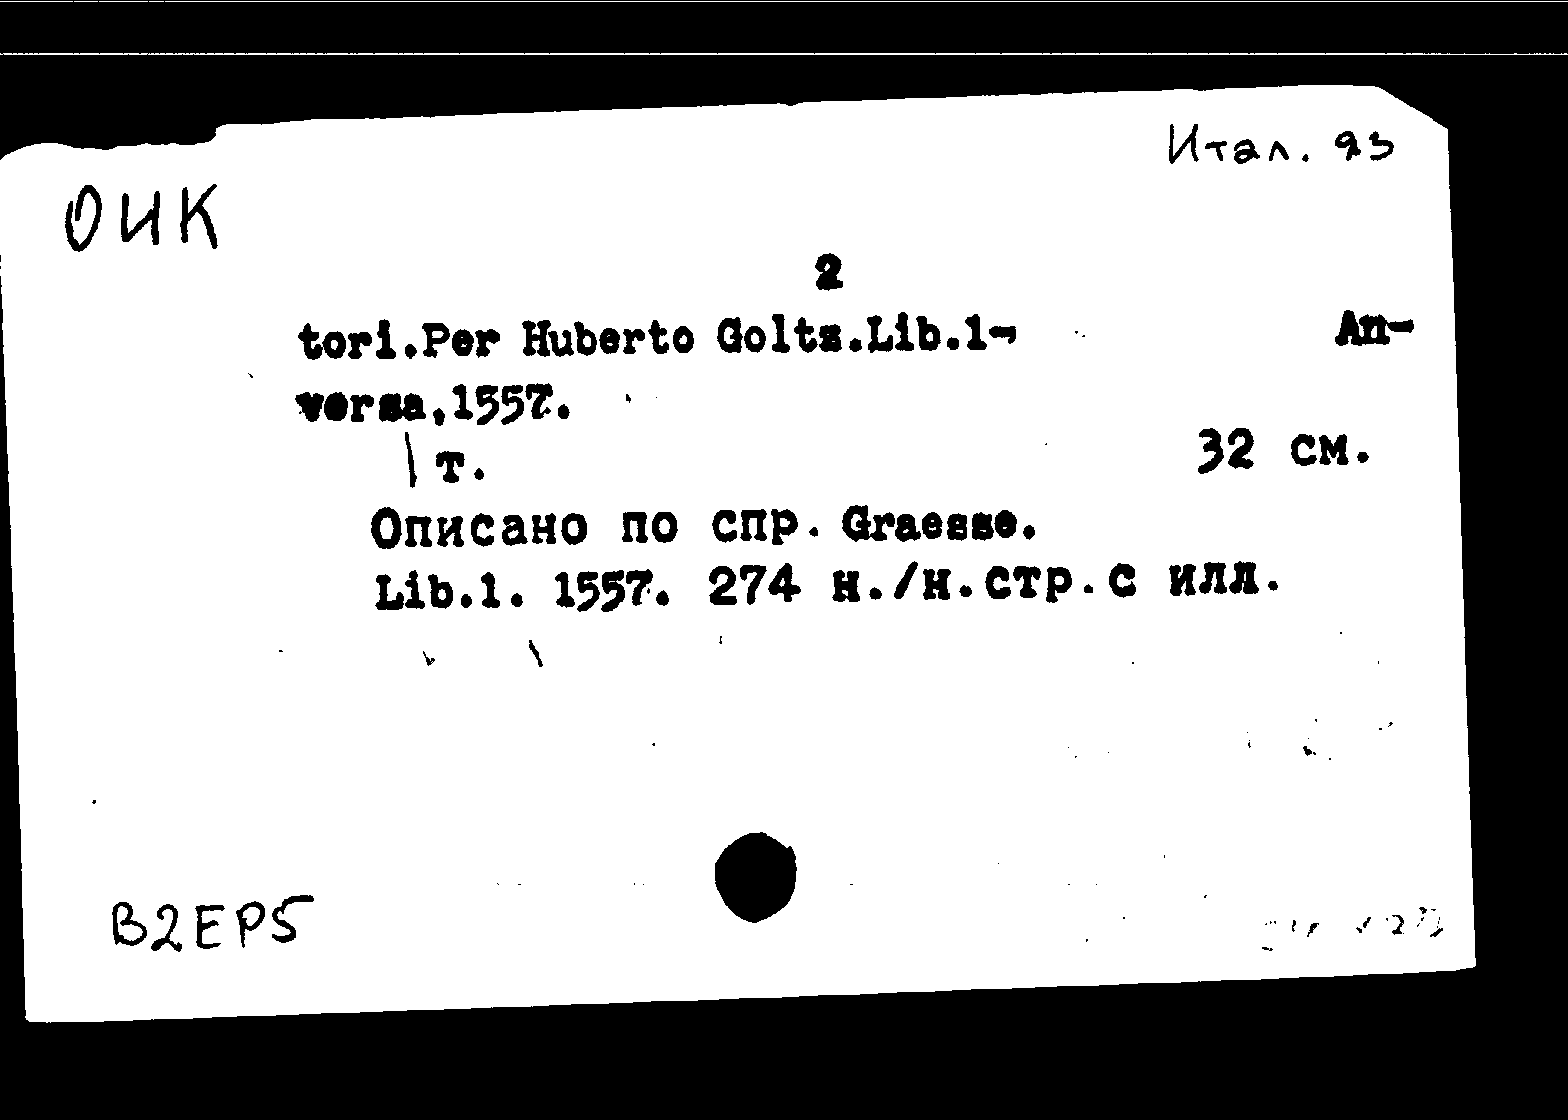 Итал. 93
ОИК
2
tori.Per Huberto Goltz.Lib.1- An-
versa,1557.
1 т. 32 см.
Описано по спр. Graesse.
Lib.1. 1557. 274 н./н.стр.с илл.
B2EP5